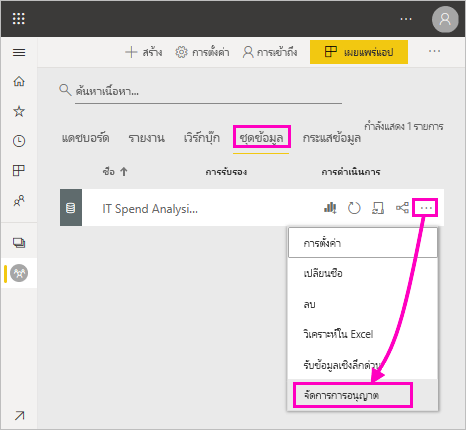 สร้าง การตั้งค่า การเข้าถึง เผยแพร่แอป
ค้นหาเนื้อหา...
แดชบอร์ด รายงาน เวิร์กบุ๊ก ชุดข้อมูล กระแสข้อมูล กำลังแสดง 1 รายการ
ชื่อ การรับรอง การดำเนินการ
IT Spend Analysi...
การตั้งค่า
เปลี่ยนชื่อ
ลบ
วิเคราะห์ใน Excel
รับข้อมูลเชิงลึกด่วน
จัดการการอนุญาต